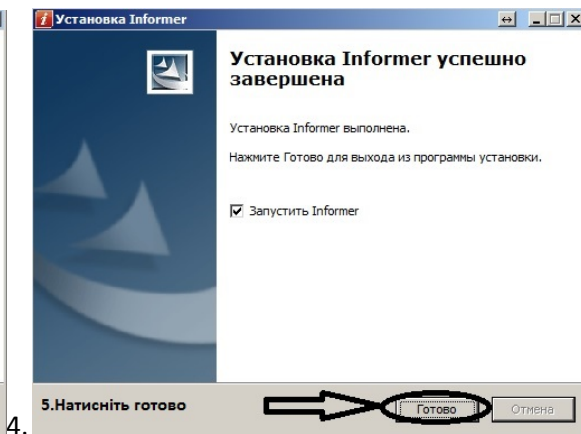 Установка Informer
Установка Informer успешно
завершена
Установка Informer выполнена.
Нажмите Готово для выхода из программы установки.
Запустить Informer
5.Натисніть готово
Готово
Отмена
4.